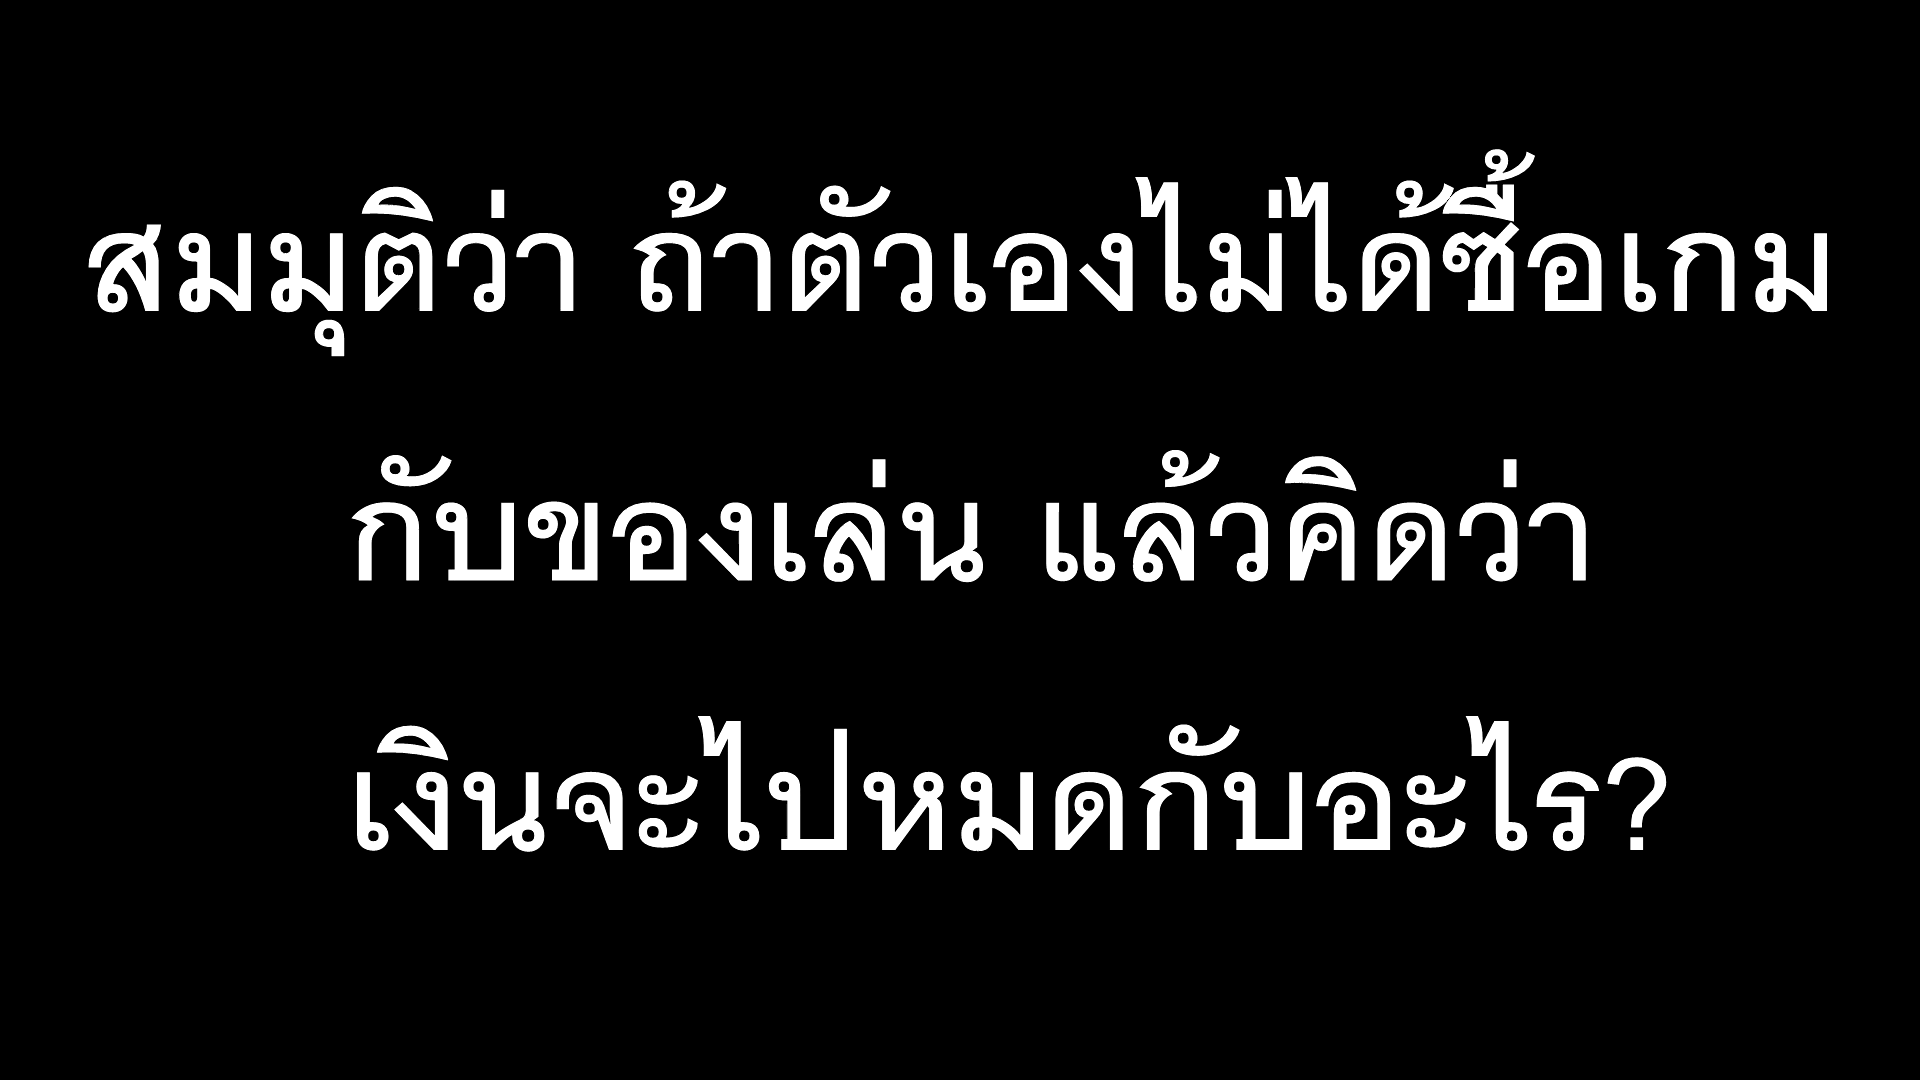 สมมุติว่า ถ้าตัวเองไม่ได้ซื้อเกม
กับของเล่น แล้วคิดว่า
เงินจะไปหมดกับอะไร?